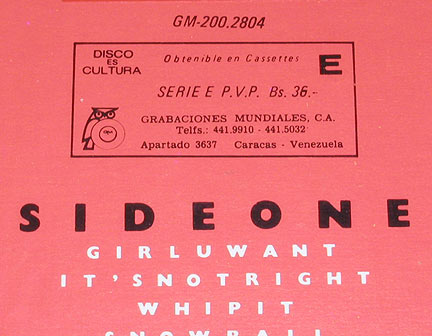 GM-200.2804
DISCO
ES
CULTURA
Obtenible en Cassettes
E
SERIE E P.V.P. Bs. 36.-
GRABACIONES MUNDIALES, C.A.
Telfs.: 441.9910 - 441.5032
Apartado 3637 Caracas - Venezuela
SIDEONE
GIRLUWANT
IT'SNOTRIGHT
WHIPIT
SNOWBALL